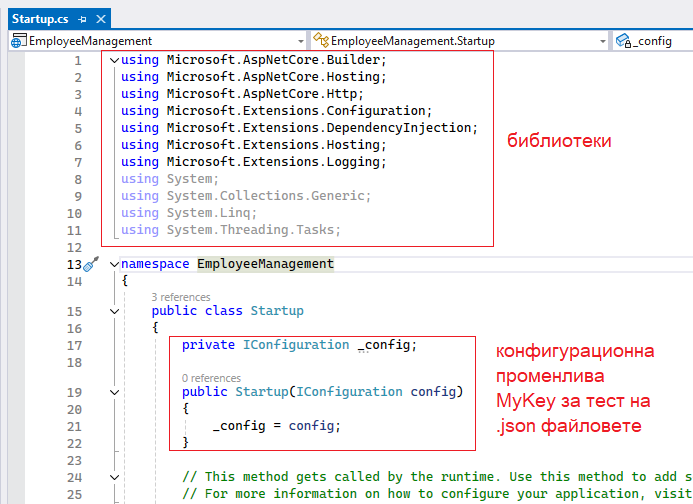 Startup.cs
EmployeeManagement
EmployeeManagement.Startup
_config
1 using Microsoft.AspNetCore.Builder;
2 using Microsoft.AspNetCore.Hosting;
3 using Microsoft.AspNetCore.Http;
4 using Microsoft.Extensions.Configuration;
5 using Microsoft.Extensions.DependencyInjection;
6 using Microsoft.Extensions.Hosting;
7 using Microsoft.Extensions.Logging;
8 using System;
9 using System.Collections.Generic;
10 using System.Linq;
11 using System.Threading.Tasks;
библиотеки
12
13 namespace EmployeeManagement
14 {
3 references
15 public class Startup
16 {
17 private IConfiguration _config;
18
0 references
19 public Startup(IConfiguration config)
20 {
21 _config = config;
22 }
конфигурационна
променлива
MyKey за тест на
.json файловете
23
24 // This method gets called by the runtime. Use this method to add s
25 // For more information on how to configure your application, visit